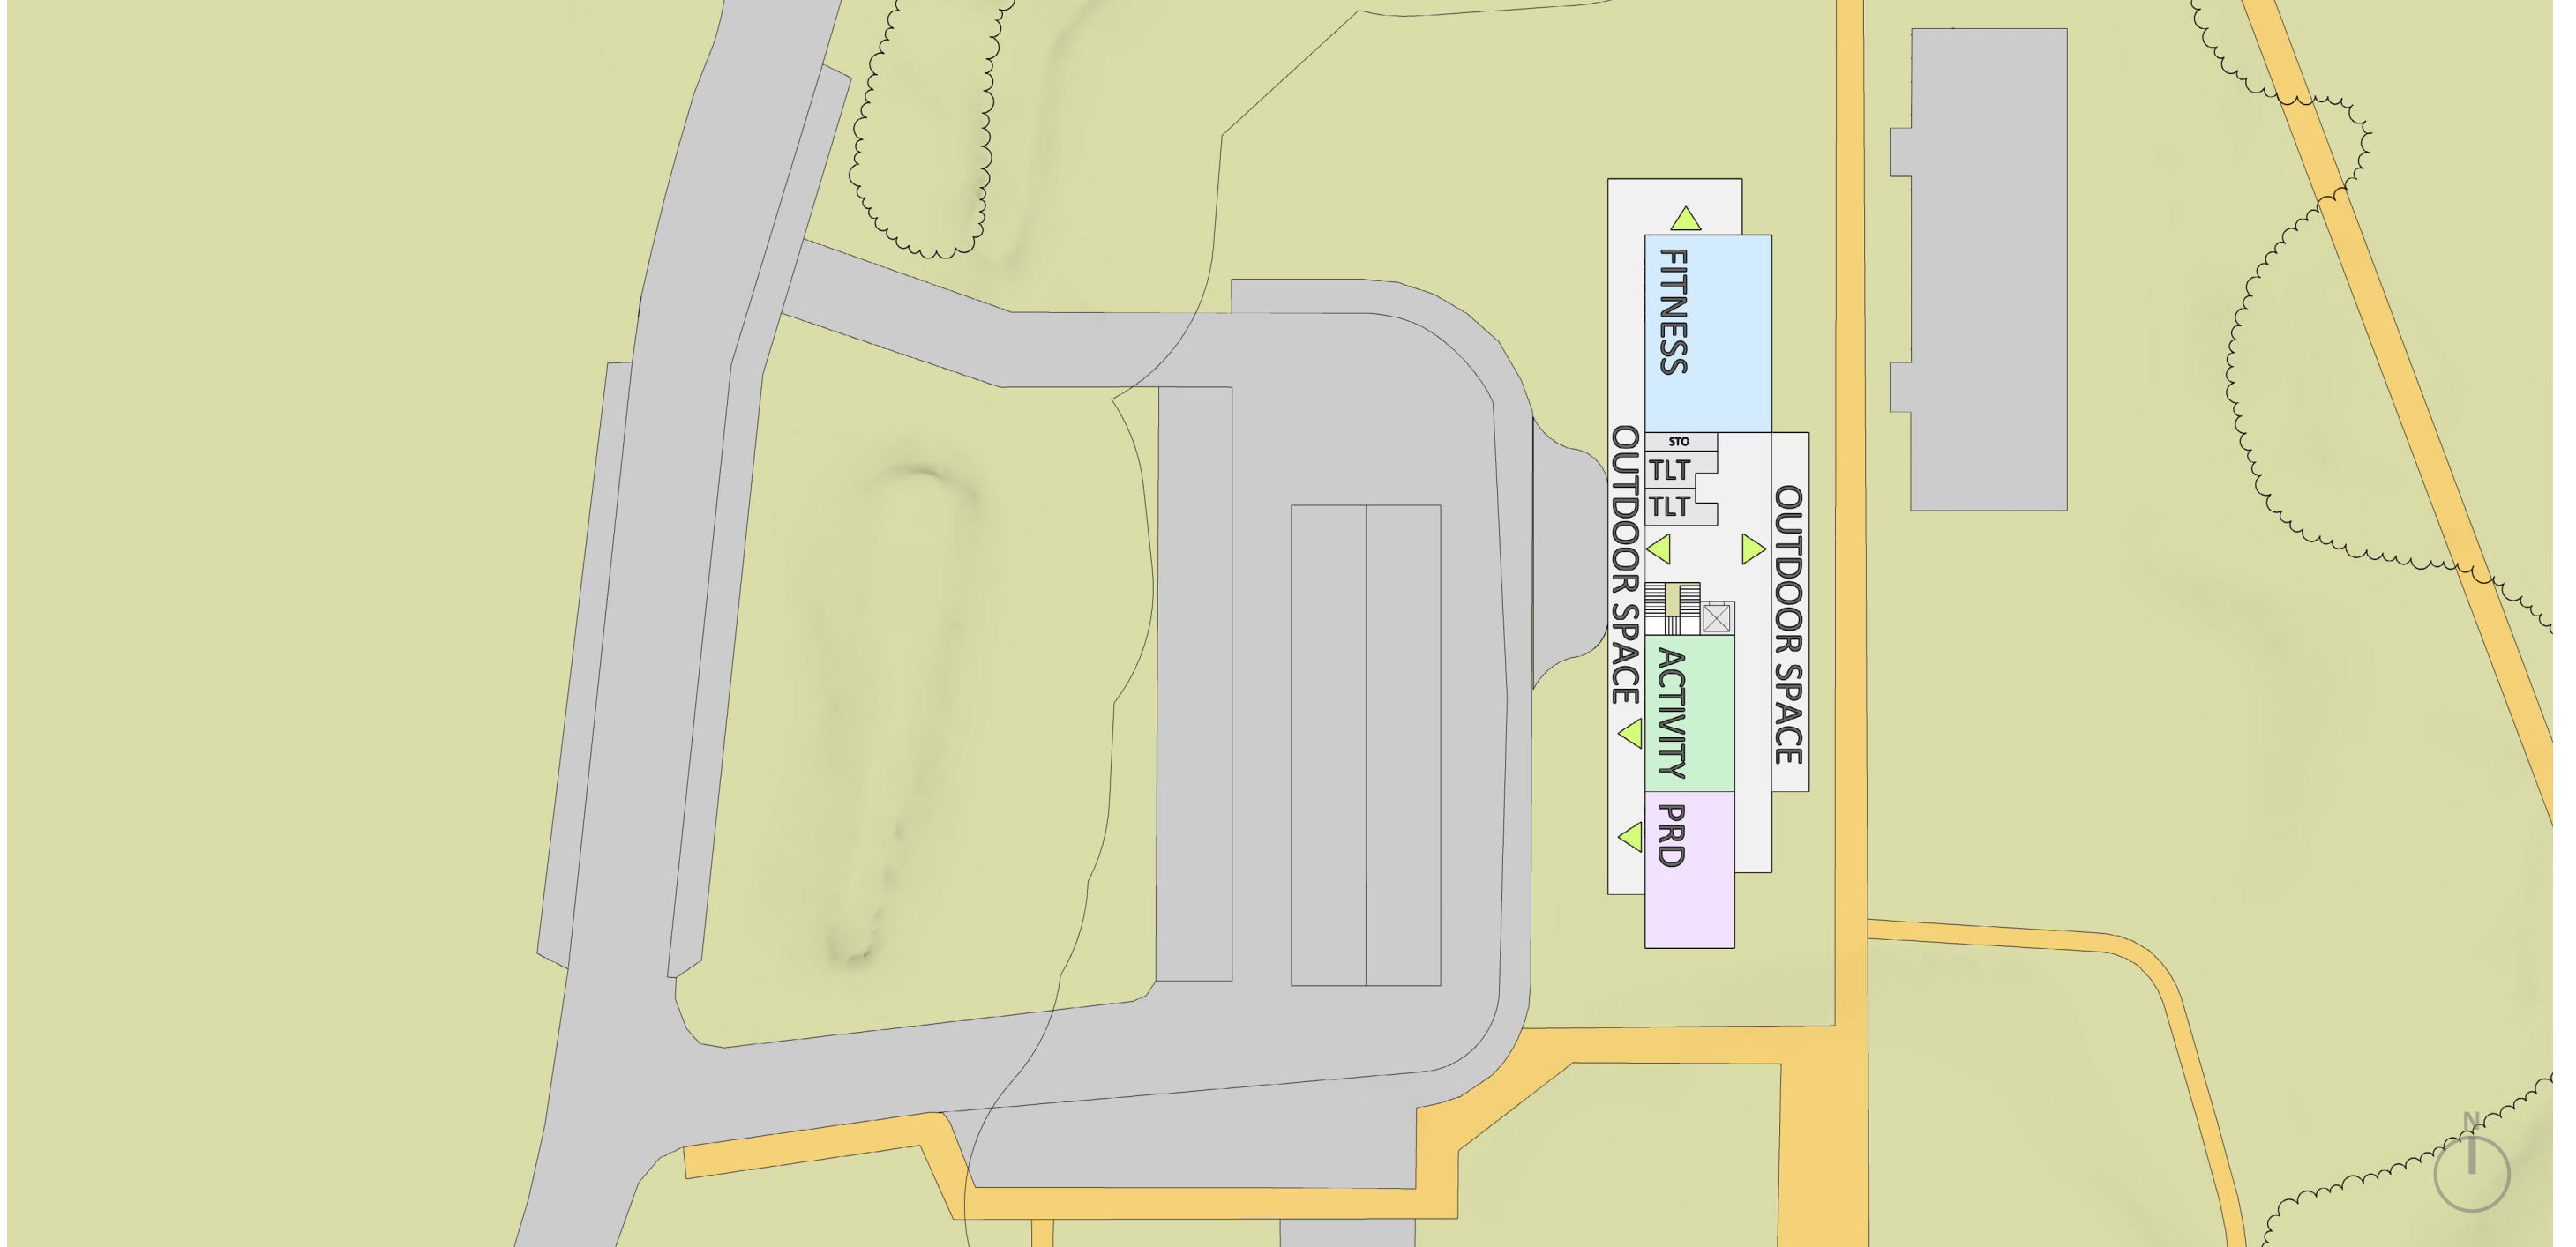 FITNESS
STO
TLT
TLT
OUTDOOR SPACE
OUTDOOR SPACE
ACTIVITY
PRD
N